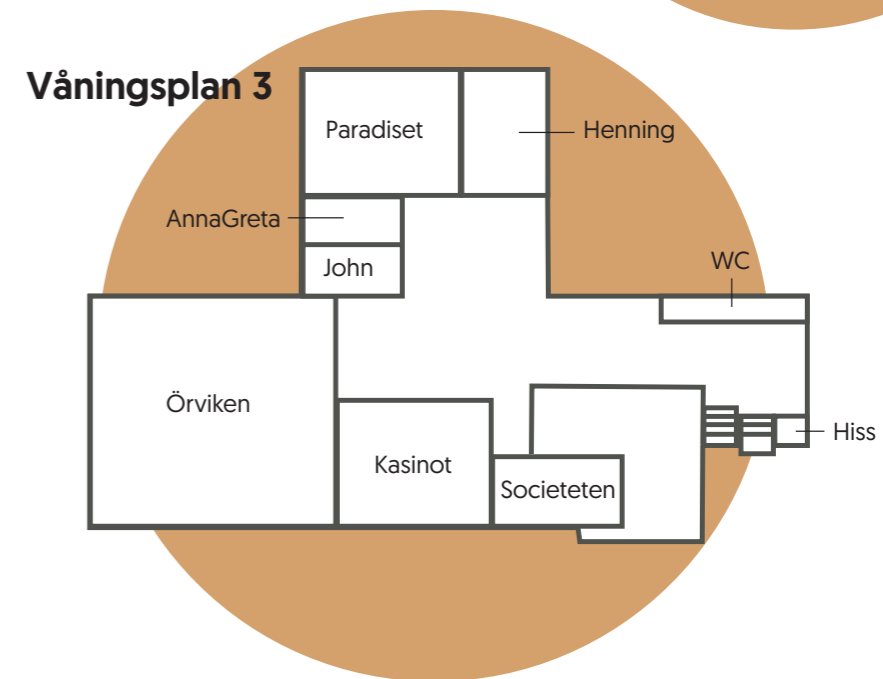 Våningsplan 3
Paradiset
Henning
AnnaGreta
John
WC
Örviken
Hiss
Kasinot
Societeten